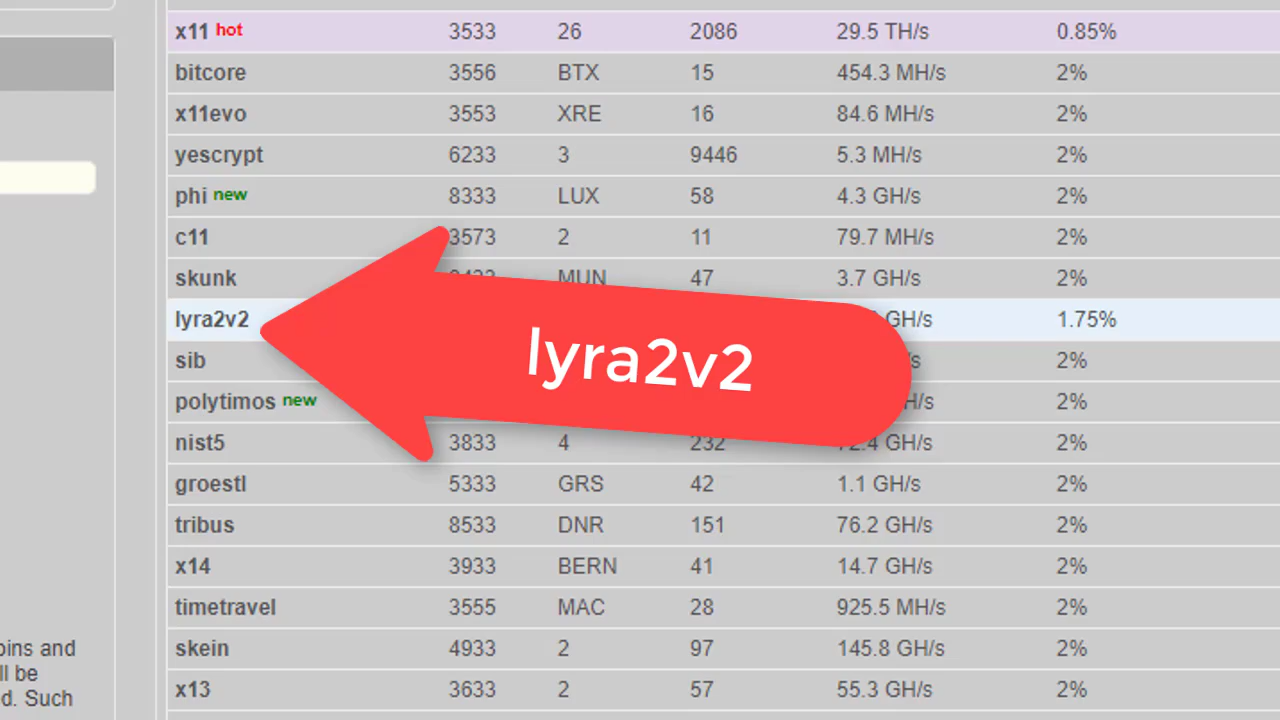 x11 hot 3533 26 2086 29.5 TH/s 0.85%
bitcore 3556 BTX 15 454.3 MH/s 2%
x11evo 3553 XRE 16 84.6 MH/s 2%
yescrypt 6233 3 9446 5.3 MH/s 2%
phi new 8333 LUX 58 4.3 GH/s 2%
c11 3573 2 11 79.7 MH/s 2%
skunk MUN 47 3.7 GH/s 2%
lyra2v2 GH/s 1.75%
lyra2v2
sib 2%
polytimos new 2%
nist5 3833 4 232 GH/s 2%
groestl 5333 GRS 42 1.1 GH/s 2%
tribus 8533 DNR 151 76.2 GH/s 2%
x14 3933 BERN 41 14.7 GH/s 2%
timetravel 3555 MAC 28 925.5 MH/s 2%
skein 4933 2 97 145.8 GH/s 2%
x13 3633 2 57 55.3 GH/s 2%
oins and
ll be
d. Such